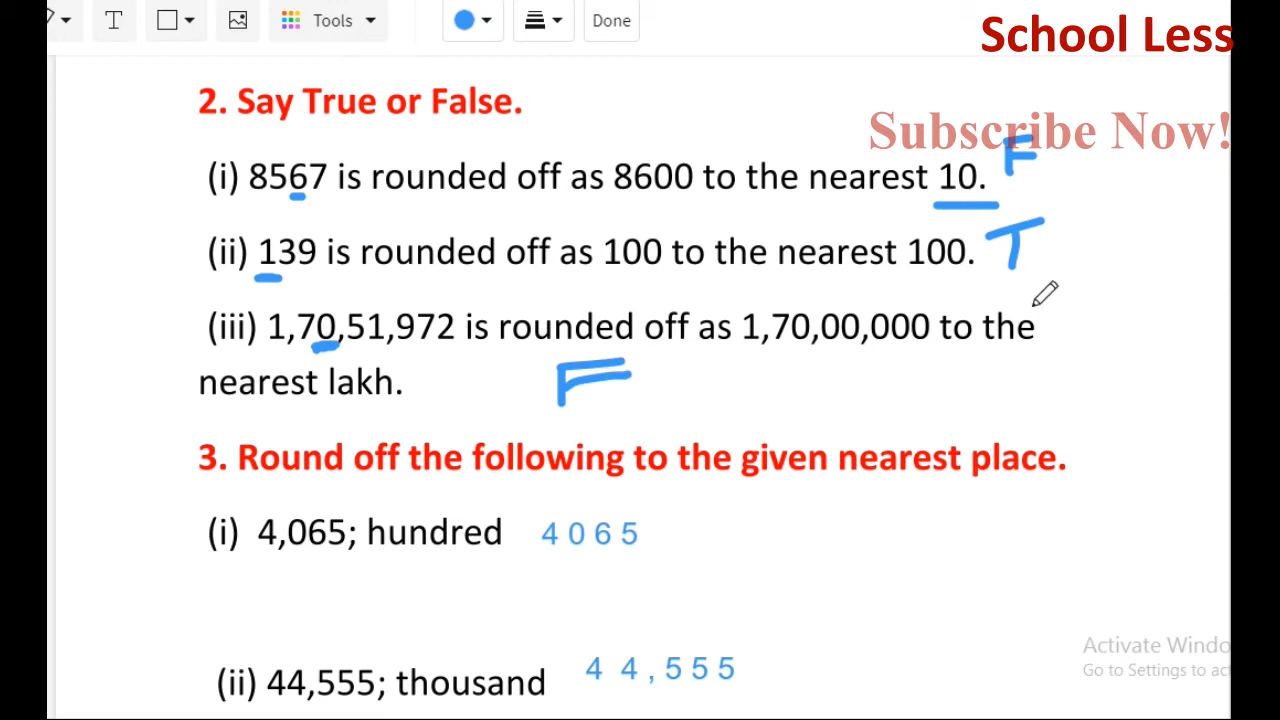 T Tools Done
School Less
2. Say True or False.
Subscribe Now!
(i) 8567 is rounded off as 8600 to the nearest 10. F
(ii) 139 is rounded off as 100 to the nearest 100. T
(iii) 1,70,51,972 is rounded off as 1,70,00,000 to the
nearest lakh. F
3. Round off the following to the given nearest place.
(i) 4,065; hundred 4 0 6 5
Activate Windo
Go to Settings to act
(ii) 44,555; thousand 4 4 , 5 5 5